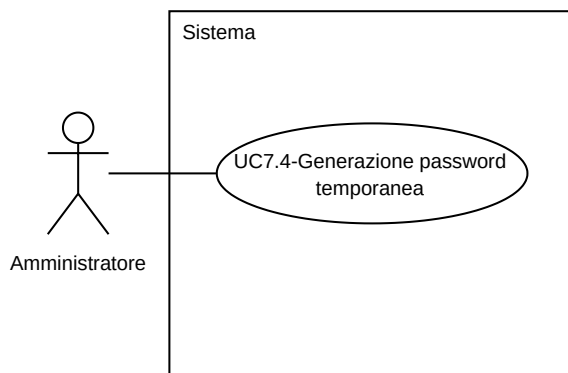 Sistema
UC7.4-Generazione password
temporanea
Amministratore